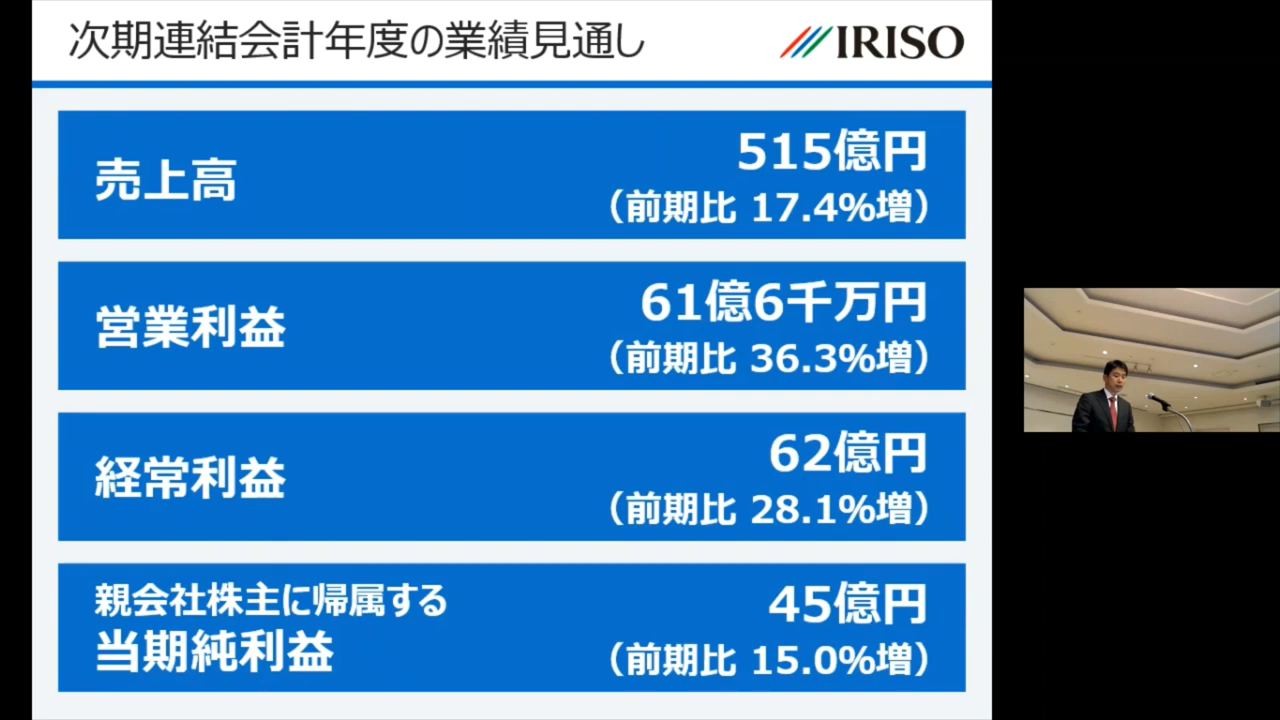 次期連結会計年度の業績見通し
IRISO
売上高
515億円
（前期比 17.4%増）
営業利益
61億6千万円
（前期比 36.3%増）
経常利益
62億円
（前期比 28.1%増）
親会社株主に帰属する
当期純利益
45億円
（前期比 15.0%増）